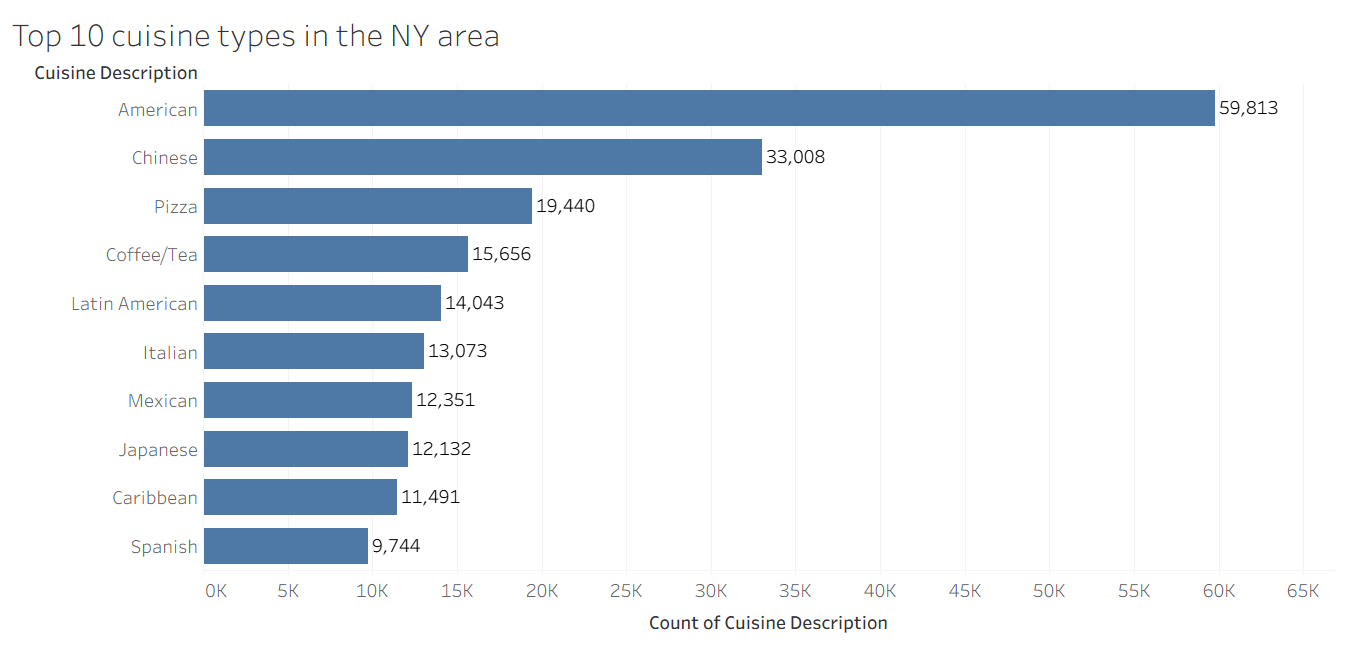 Top 10 cuisine types in the NY area
Cuisine Description
American 59,813
Chinese 33,008
Pizza 19,440
Coffee/Tea 15,656
Latin American 14,043
Italian 13,073
Mexican 12,351
Japanese 12,132
Caribbean 11,491
Spanish 9,744
0K 5K 10K 15K 20K 25K 30K 35K 40K 45K 50K 55K 60K 65K
Count of Cuisine Description